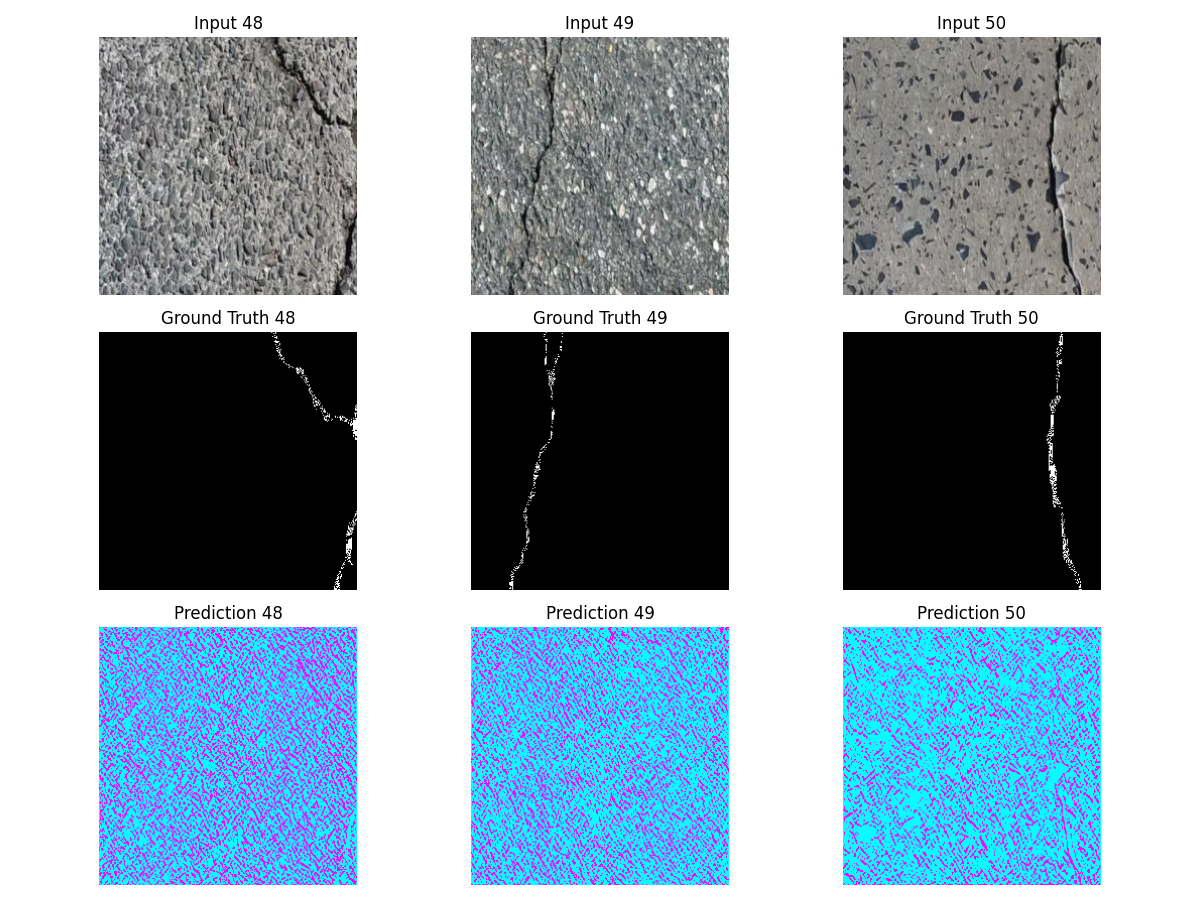 Input 48
Input 49
Input 50
Ground Truth 48
Ground Truth 49
Ground Truth 50
Prediction 48
Prediction 49
Prediction 50